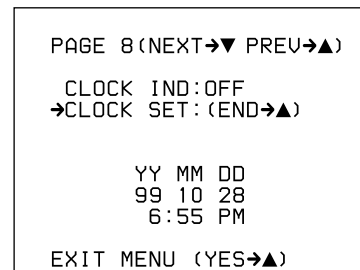 PAGE 8(NEXT→▼ PREV→▲)
CLOCK IND:OFF
→CLOCK SET:(END→▲)
YY MM DD
99 10 28
6:55 PM
EXIT MENU (YES→▲)